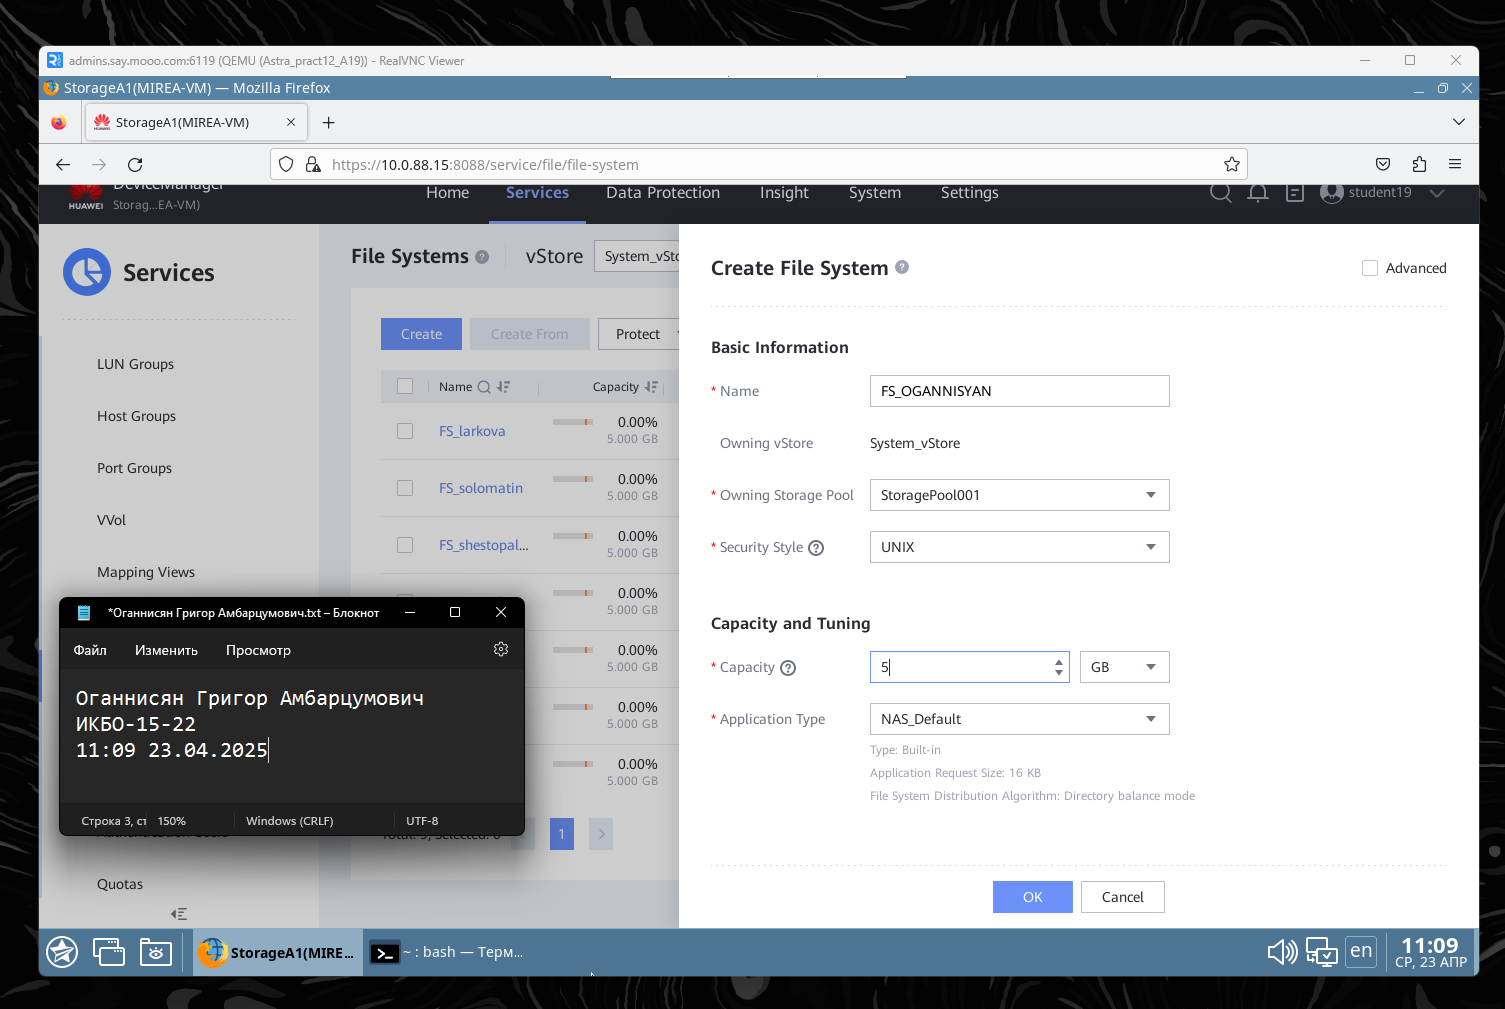 admins.say.mooo.com:6119 (QEMU (Astra_pract12_A19)) - RealVNC Viewer
StorageA1(MIREA-VM) — Mozilla Firefox
StorageA1(MIREA-VM)
https://10.0.88.15:8088/service/file/file-system
HUAWEI
DeviceManager
Storag...EA-VM)
Home
Services
Data Protection
Insight
System
Settings
student19
Services
LUN Groups
Host Groups
Port Groups
VVol
Mapping Views
Quotas
File Systems
vStore
System_vSto
Create
Create From
Protect
Name
Capacity
FS_larkova
0.00%
5.000 GB
FS_solomatin
0.00%
5.000 GB
FS_shestopal...
0.00%
5.000 GB
0.00%
5.000 GB
0.00%
5.000 GB
0.00%
5.000 GB
0.00%
5.000 GB
1
Create File System
Advanced
Basic Information
* Name
FS_OGANNISYAN
Owning vStore
System_vStore
* Owning Storage Pool
StoragePool001
* Security Style
UNIX
Capacity and Tuning
* Capacity
5
GB
* Application Type
NAS_Default
Type: Built-in
Application Request Size: 16 KB
File System Distribution Algorithm: Directory balance mode
OK
Cancel
*Оганнисян Григор Амбарцумович.txt – Блокнот
Файл
Изменить
Просмотр
Оганнисян Григор Амбарцумович
ИКБО-15-22
11:09 23.04.2025
Строка 3, ст
150%
Windows (CRLF)
UTF-8
StorageA1(MIRE...
~ : bash — Терм...
en
11:09
СР, 23 АПР